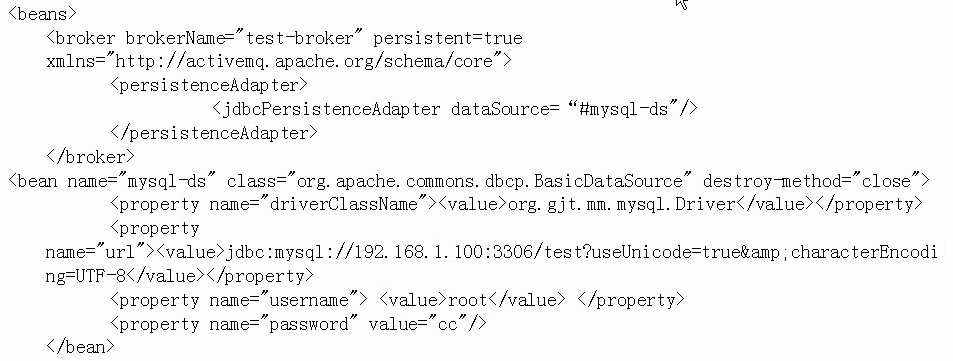 <beans>
<broker brokerName="test-broker" persistent=true
xmlns="http://activemq.apache.org/schema/core">
<persistenceAdapter>
<jdbcPersistenceAdapter dataSource= “#mysql-ds"/>
</persistenceAdapter>
</broker>
<bean name="mysql-ds" class="org.apache.commons.dbcp.BasicDataSource" destroy-method="close">
<property name="driverClassName"><value>org.gjt.mm.mysql.Driver</value></property>
<property
name="url"><value>jdbc:mysql://192.168.1.100:3306/test?useUnicode=true&amp;characterEncodi
ng=UTF-8</value></property>
<property name="username"> <value>root</value> </property>
<property name="password" value="cc"/>
</bean>